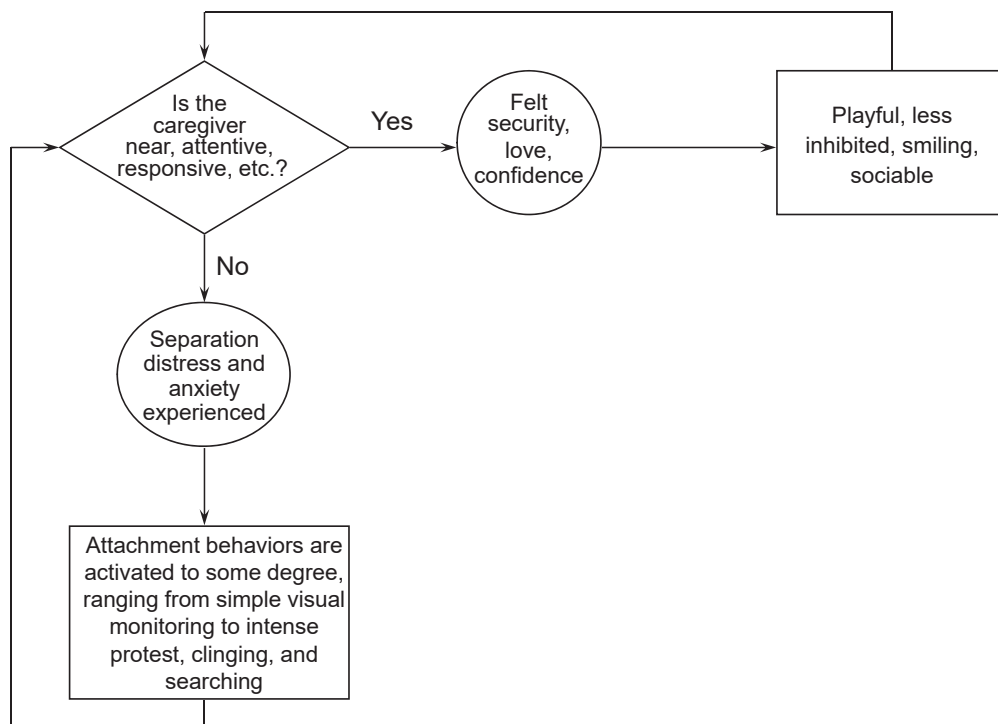 Is the
caregiver
near, attentive,
responsive, etc.?
Yes
Felt
security,
love,
confidence
Playful, less
inhibited, smiling,
sociable
No
Separation
distress and
anxiety
experienced
Attachment behaviors are
activated to some degree,
ranging from simple visual
monitoring to intense
protest, clinging, and
searching